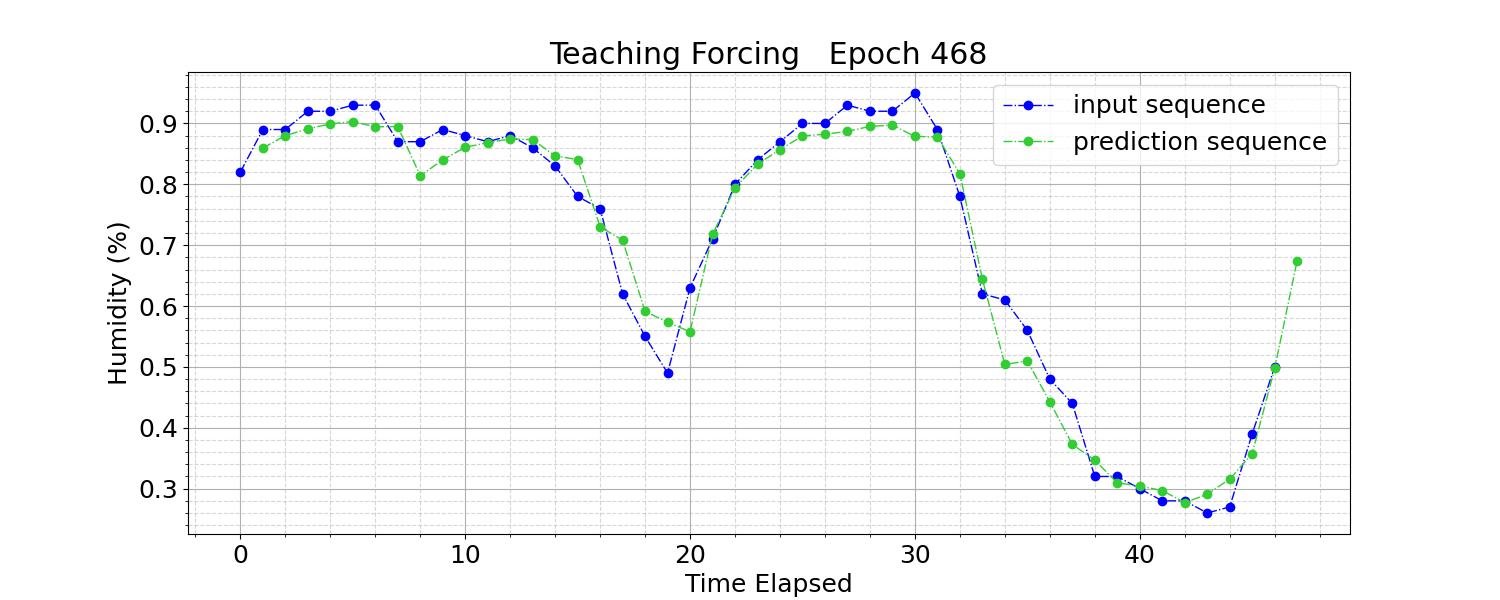 Teaching Forcing   Epoch 468
input sequence
prediction sequence
Humidity (%)
0.9
0.8
0.7
0.6
0.5
0.4
0.3
0 10 20 30 40
Time Elapsed